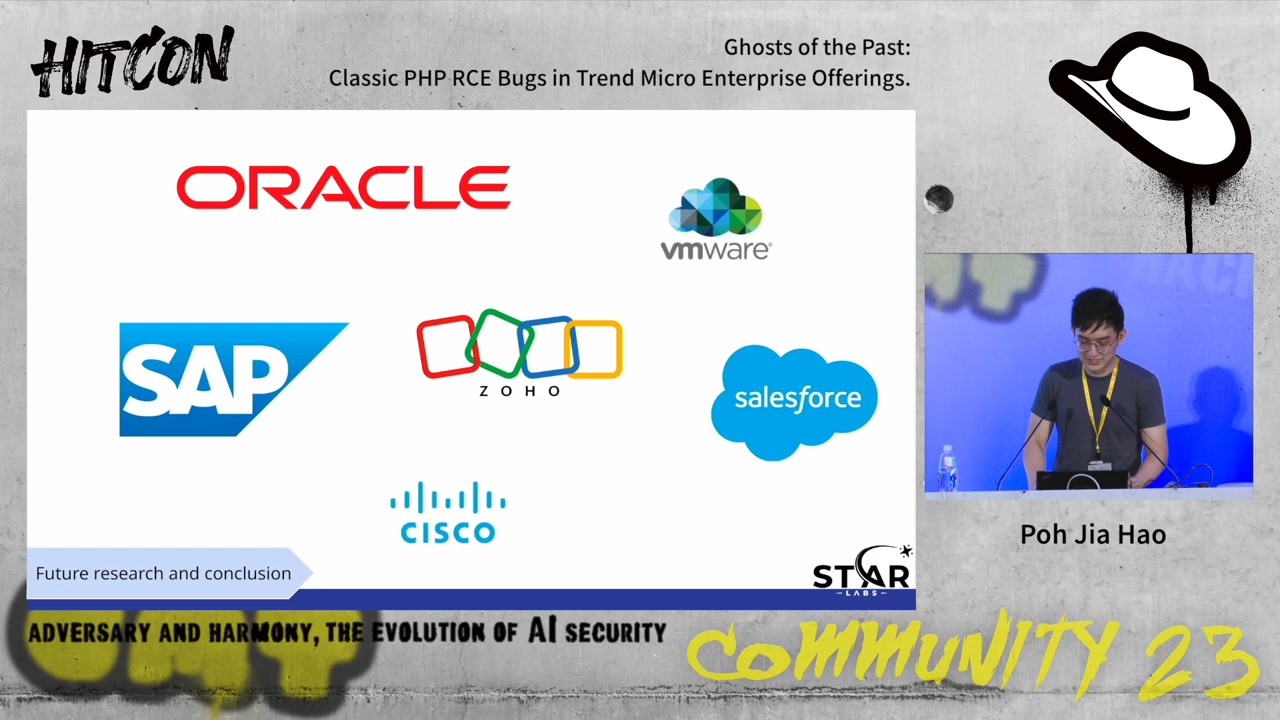 HITCON
Ghosts of the Past:
Classic PHP RCE Bugs in Trend Micro Enterprise Offerings.
ORACLE
vmware®
SAP
ZOHO
salesforce
CISCO
Future research and conclusion
STAR
LABS
Poh Jia Hao
ADVERSARY AND HARMONY, THE EVOLUTION OF AI SECURITY
COMMUNITY 23